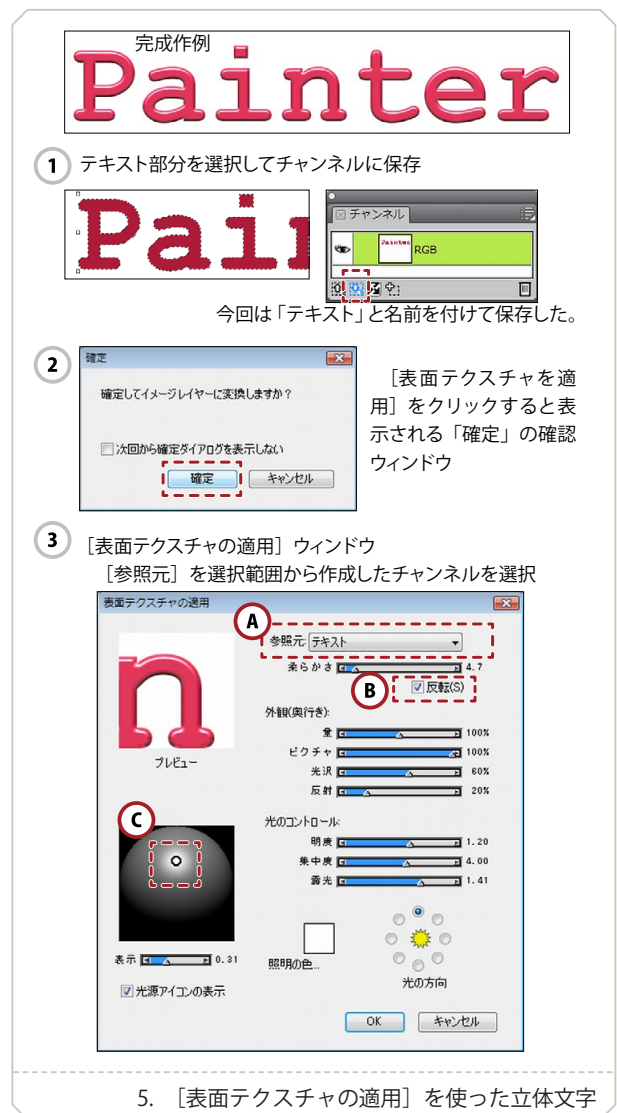 完成作例
Painter
1 テキスト部分を選択してチャンネルに保存
Pain
チャンネル
Painter
RGB
今回は「テキスト」と名前を付けて保存した。
2
確定
確定してイメージレイヤーに変換しますか？
次回から確定ダイアログを表示しない
確定 キャンセル
［表面テクスチャを適
用］をクリックすると表
示される「確定」の確認
ウィンドウ
3 ［表面テクスチャの適用］ウィンドウ
［参照元］を選択範囲から作成したチャンネルを選択
表面テクスチャの適用
A
参照元: テキスト
柔らかさ 4.7
B 反転(S)
n
プレビュー
外観(奥行き):
量 100%
ピクチャ 100%
光沢 60%
反射 20%
C
光のコントロール:
明度 1.20
集中度 4.00
露光 1.41
表示 0.31
光源アイコンの表示
照明の色...
光の方向
OK キャンセル
5. ［表面テクスチャの適用］を使った立体文字